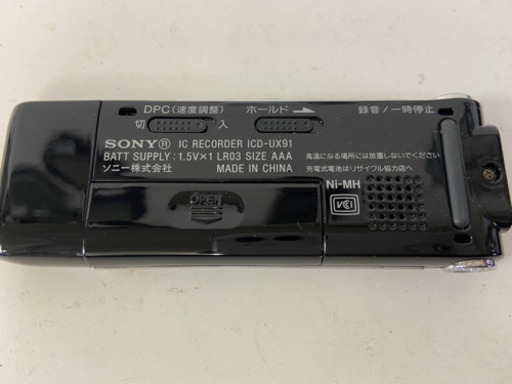 DPC(速度調整) ホールド 録音/一時停止
切 入
SONY® IC RECORDER ICD-UX91
BATT SUPPLY:1.5V×1 LR03 SIZE AAA
ソニー株式会社 MADE IN CHINA
高温になる場所には放置しないでください
充電式電池はリサイクル協力店へ
Ni-MH
OPEN
VCCI